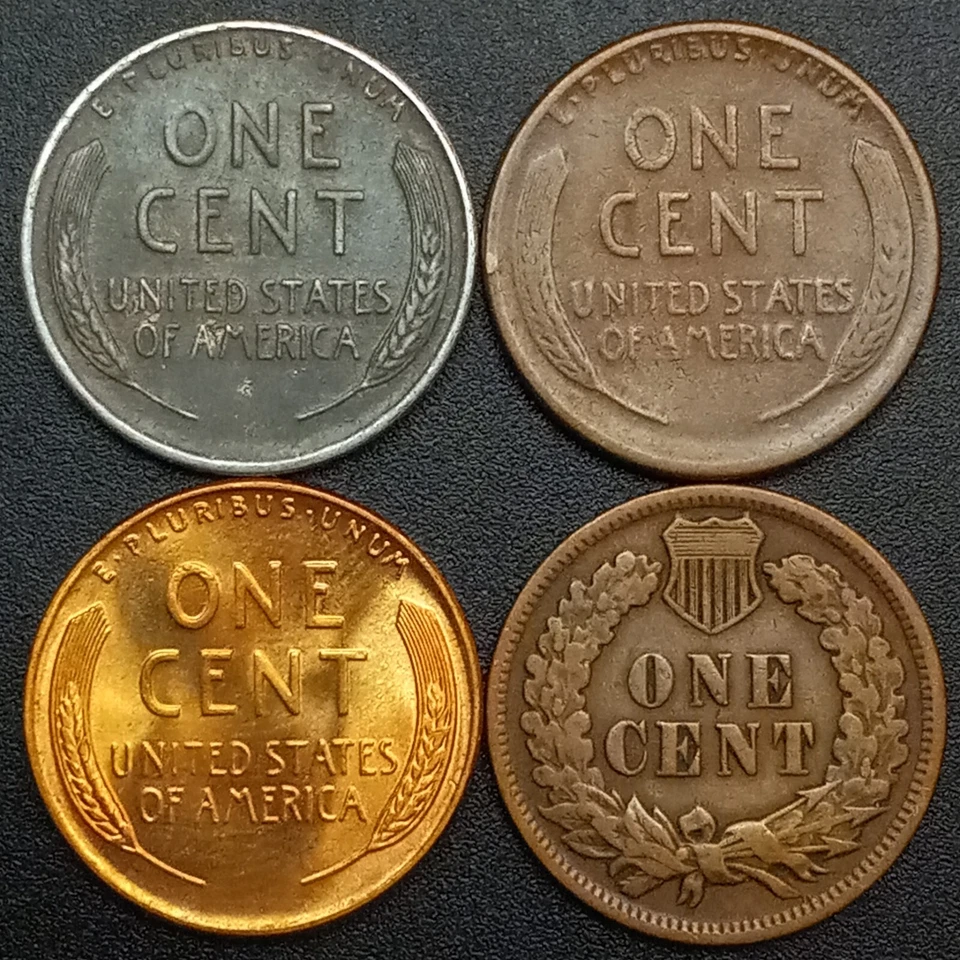 E·PLURIBUS·UNUM
ONE
CENT
UNITED STATES
OF AMERICA
E·PLURIBUS·UNUM
ONE
CENT
UNITED STATES
OF AMERICA
E·PLURIBUS·UNUM
ONE
CENT
UNITED STATES
OF AMERICA
ONE
CENT